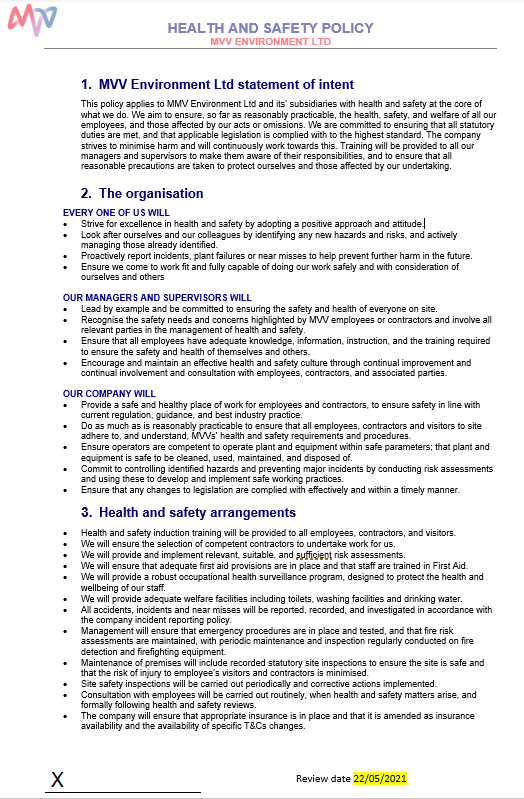 MVV
HEALTH AND SAFETY POLICY
MVV ENVIRONMENT LTD
1. MVV Environment Ltd statement of intent
This policy applies to MMV Environment Ltd and its' subsidiaries with health and safety at the core of
what we do. We aim to ensure, so far as reasonably practicable, the health, safety, and welfare of all our
employees, and those affected by our acts or omissions. We are committed to ensuring that all statutory
duties are met, and that applicable legislation is complied with to the highest standard. The company
strives to minimise harm and will continuously work towards this. Training will be provided to all our
managers and supervisors to make them aware of their responsibilities, and to ensure that all
reasonable precautions are taken to protect ourselves and those affected by our undertaking.
2. The organisation
EVERY ONE OF US WILL
• Strive for excellence in health and safety by adopting a positive approach and attitude.
• Look after ourselves and our colleagues by identifying any new hazards and risks, and actively
managing those already identified.
• Proactively report incidents, plant failures or near misses to help prevent further harm in the future.
• Ensure we come to work fit and fully capable of doing our work safely and with consideration of
ourselves and others
OUR MANAGERS AND SUPERVISORS WILL
• Lead by example and be committed to ensuring the safety and health of everyone on site.
• Recognise the safety needs and concerns highlighted by MVV employees or contractors and involve all
relevant parties in the management of health and safety.
• Ensure that all employees have adequate knowledge, information, instruction, and the training required
to ensure the safety and health of themselves and others.
• Encourage and maintain an effective health and safety culture through continual improvement and
continual involvement and consultation with employees, contractors, and associated parties.
OUR COMPANY WILL
• Provide a safe and healthy place of work for employees and contractors, to ensure safety in line with
current regulation, guidance, and best industry practice.
• Do as much as is reasonably practicable to ensure that all employees, contractors and visitors to site
adhere to, and understand, MVVs' health and safety requirements and procedures.
• Ensure operators are competent to operate plant and equipment within safe parameters; that plant and
equipment is safe to be cleaned, used, maintained, and disposed of.
• Commit to controlling identified hazards and preventing major incidents by conducting risk assessments
and using these to develop and implement safe working practices.
• Ensure that any changes to legislation are complied with effectively and within a timely manner.
3. Health and safety arrangements
• Health and safety induction training will be provided to all employees, contractors, and visitors.
• We will ensure the selection of competent contractors to undertake work for us.
• We will provide and implement relevant, suitable, and sufficient risk assessments.
• We will ensure that adequate first aid provisions are in place and that staff are trained in First Aid.
• We will provide a robust occupational health surveillance program, designed to protect the health and
wellbeing of our staff.
• We will provide adequate welfare facilities including toilets, washing facilities and drinking water.
• All accidents, incidents and near misses will be reported, recorded, and investigated in accordance with
the company incident reporting policy.
• Management will ensure that emergency procedures are in place and tested, and that fire risk
assessments are maintained, with periodic maintenance and inspection regularly conducted on fire
detection and firefighting equipment.
• Maintenance of premises will include recorded statutory site inspections to ensure the site is safe and
that the risk of injury to employee's visitors and contractors is minimised.
• Site safety inspections will be carried out periodically and corrective actions implemented.
• Consultation with employees will be carried out routinely, when health and safety matters arise, and
formally following health and safety reviews.
• The company will ensure that appropriate insurance is in place and that it is amended as insurance
availability and the availability of specific T&Cs changes.
X
Review date 22/05/2021